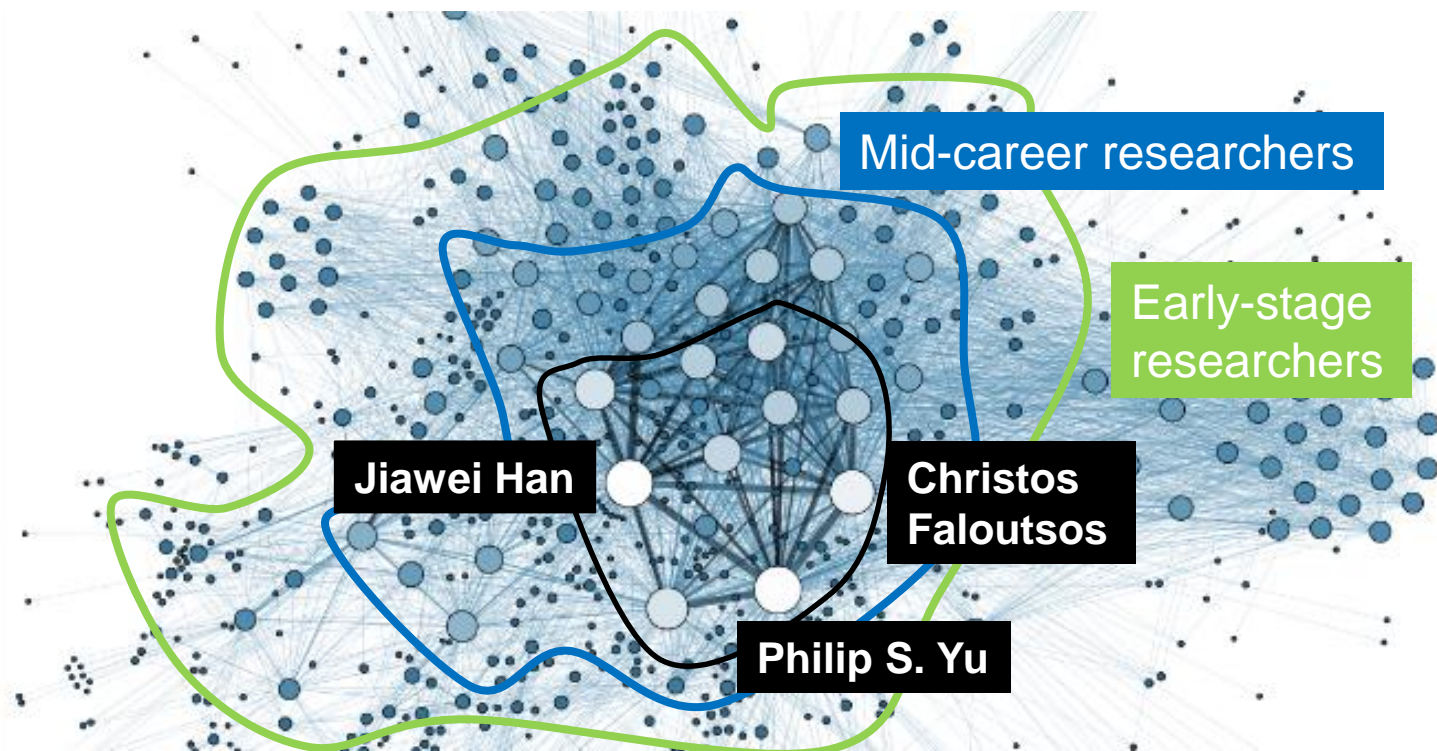 Mid-career researchers
Early-stage
researchers
Jiawei Han
Christos
Faloutsos
Philip S. Yu